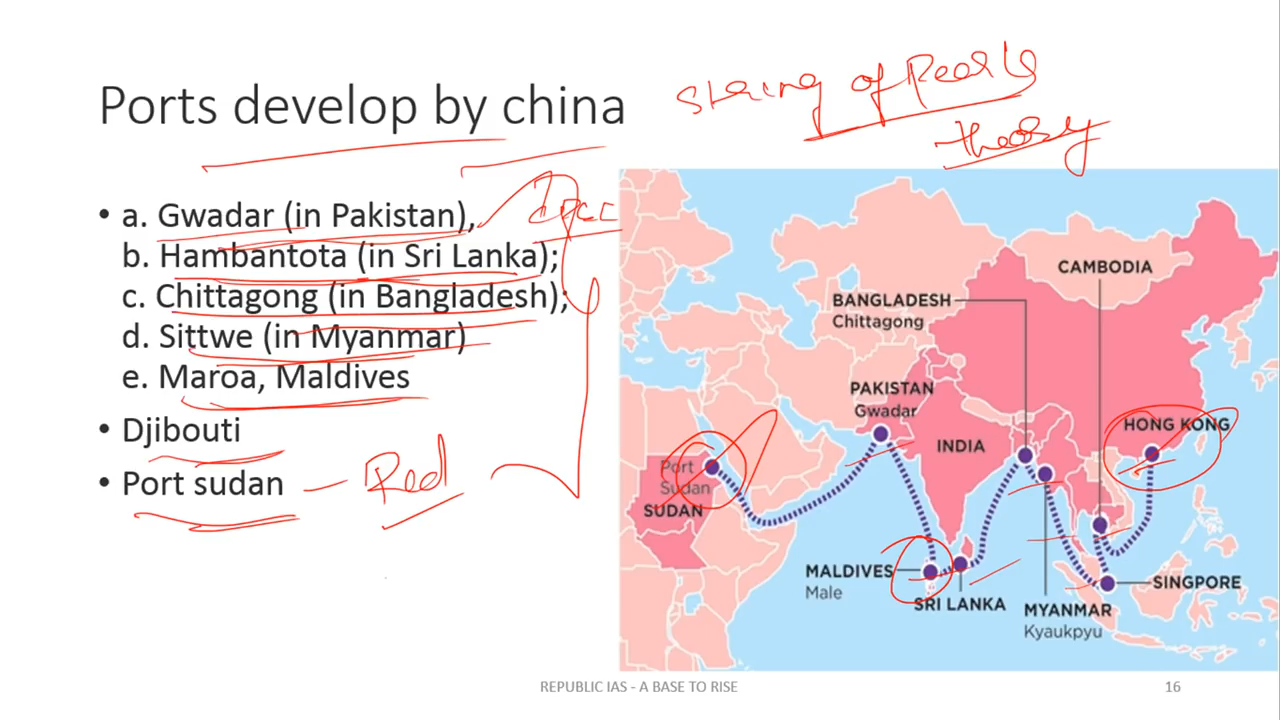 Ports develop by china
String of Pearls
theory
• a. Gwadar (in Pakistan),
b. Hambantota (in Sri Lanka);
c. Chittagong (in Bangladesh);
d. Sittwe (in Myanmar)
e. Maroa, Maldives
• Djibouti
• Port sudan
Red
CAMBODIA
BANGLADESH
Chittagong
PAKISTAN
Gwadar
HONG KONG
INDIA
Port
Sudan
SUDAN
MALDIVES
Male
SRI LANKA
MYANMAR
Kyaukpyu
SINGPORE
REPUBLIC IAS - A BASE TO RISE
16